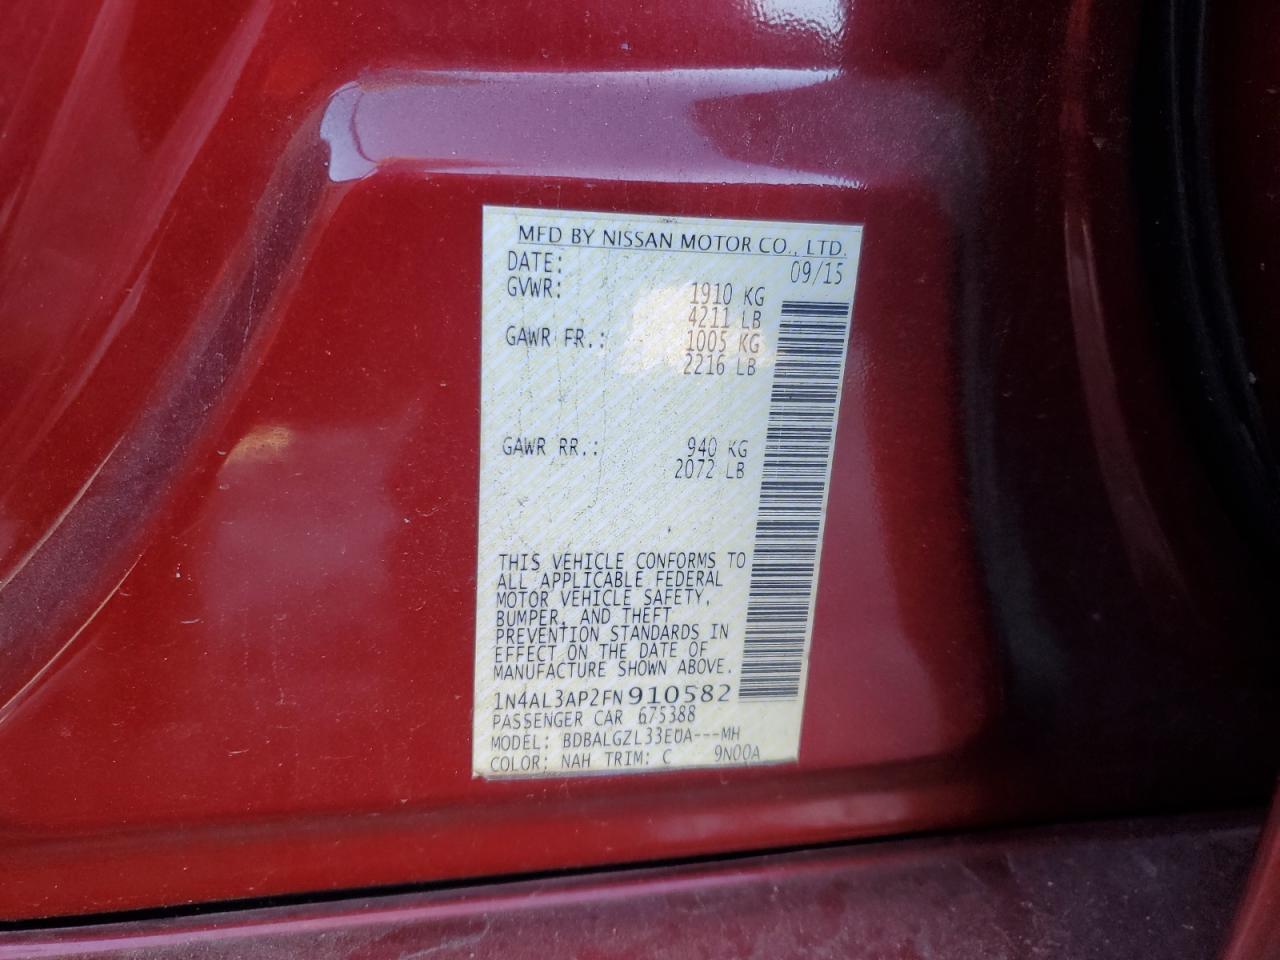 MFD BY NISSAN MOTOR CO., LTD.
DATE: 09/15
GVWR: 1910 KG
4211 LB
GAWR FR.: 1005 KG
2216 LB
GAWR RR.: 940 KG
2072 LB
THIS VEHICLE CONFORMS TO
ALL APPLICABLE FEDERAL
MOTOR VEHICLE SAFETY,
BUMPER, AND THEFT
PREVENTION STANDARDS IN
EFFECT ON THE DATE OF
MANUFACTURE SHOWN ABOVE.
1N4AL3AP2FN910582
PASSENGER CAR 675388
MODEL: BDBALGZL33EUA---MH
COLOR: NAH TRIM: C 9N00A